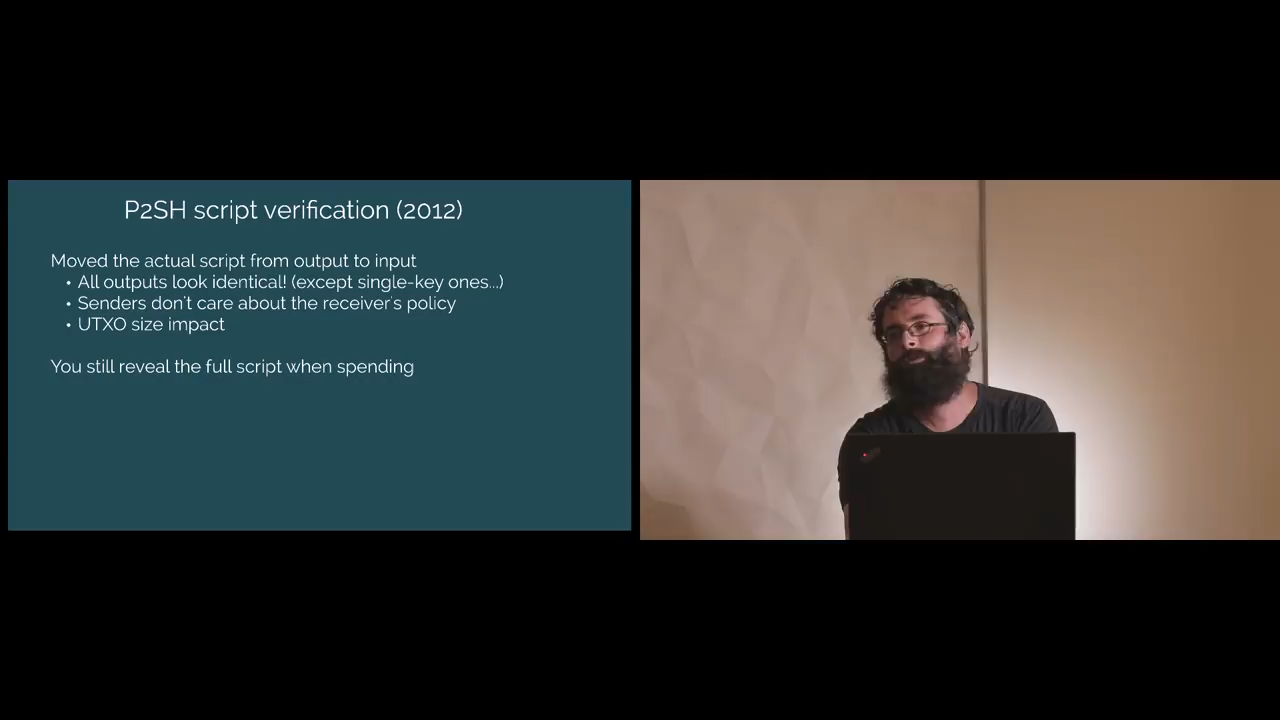 P2SH script verification (2012)
Moved the actual script from output to input
• All outputs look identical! (except single-key ones...)
• Senders don't care about the receiver's policy
• UTXO size impact
You still reveal the full script when spending